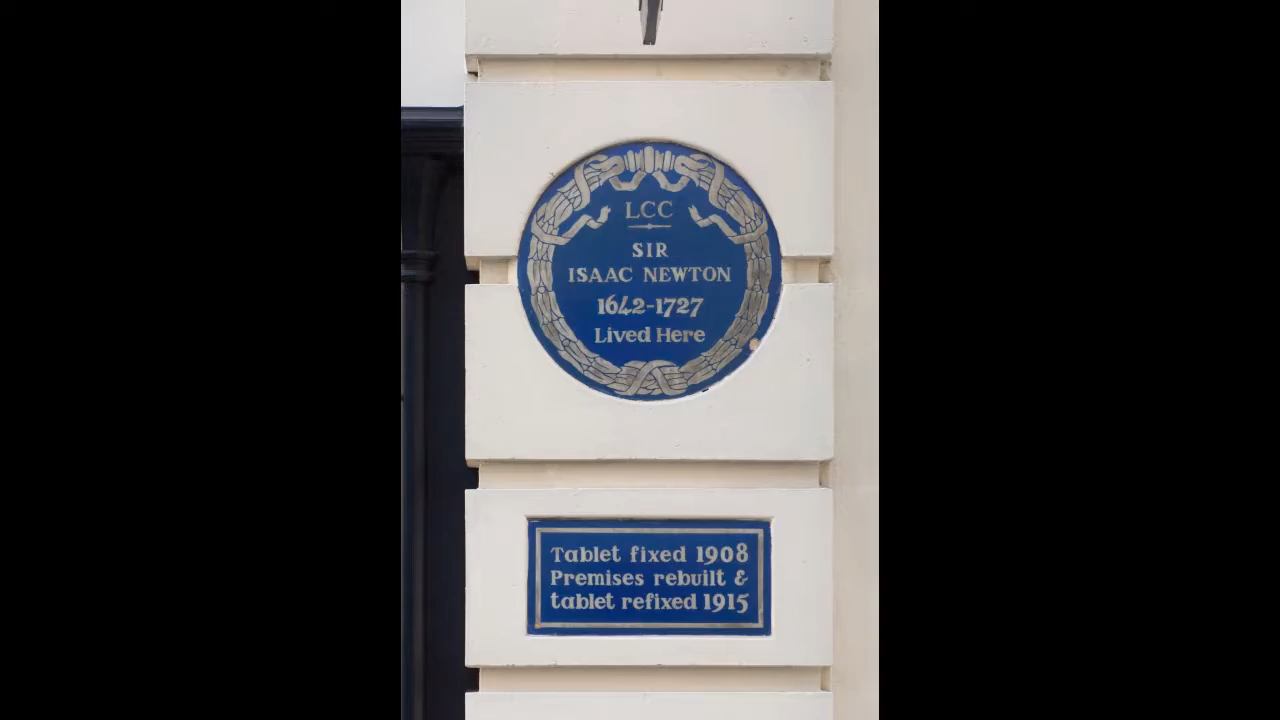 LCC
SIR
ISAAC NEWTON
1642-1727
Lived Here
Tablet fixed 1908
Premises rebuilt &
tablet refixed 1915